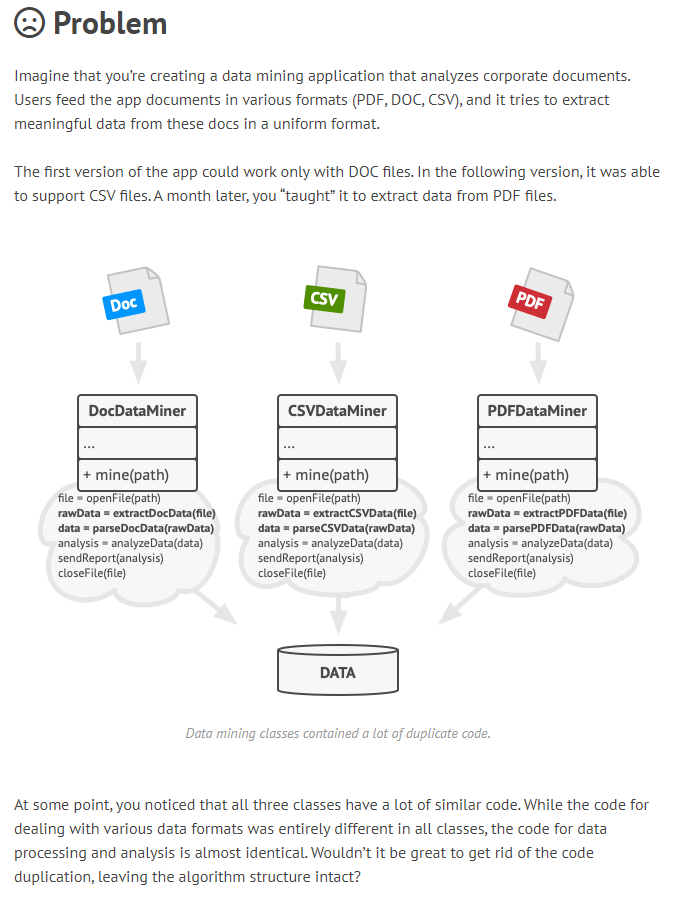 Problem
Imagine that you’re creating a data mining application that analyzes corporate documents.
Users feed the app documents in various formats (PDF, DOC, CSV), and it tries to extract
meaningful data from these docs in a uniform format.
The first version of the app could work only with DOC files. In the following version, it was able
to support CSV files. A month later, you “taught” it to extract data from PDF files.
Doc
CSV
PDF
DocDataMiner
...
+ mine(path)
file = openFile(path)
rawData = extractDocData(file)
data = parseDocData(rawData)
analysis = analyzeData(data)
sendReport(analysis)
closeFile(file)
CSVDataMiner
...
+ mine(path)
file = openFile(path)
rawData = extractCSVData(file)
data = parseCSVData(rawData)
analysis = analyzeData(data)
sendReport(analysis)
closeFile(file)
PDFDataMiner
...
+ mine(path)
file = openFile(path)
rawData = extractPDFData(file)
data = parsePDFData(rawData)
analysis = analyzeData(data)
sendReport(analysis)
closeFile(file)
DATA
Data mining classes contained a lot of duplicate code.
At some point, you noticed that all three classes have a lot of similar code. While the code for
dealing with various data formats was entirely different in all classes, the code for data
processing and analysis is almost identical. Wouldn’t it be great to get rid of the code
duplication, leaving the algorithm structure intact?